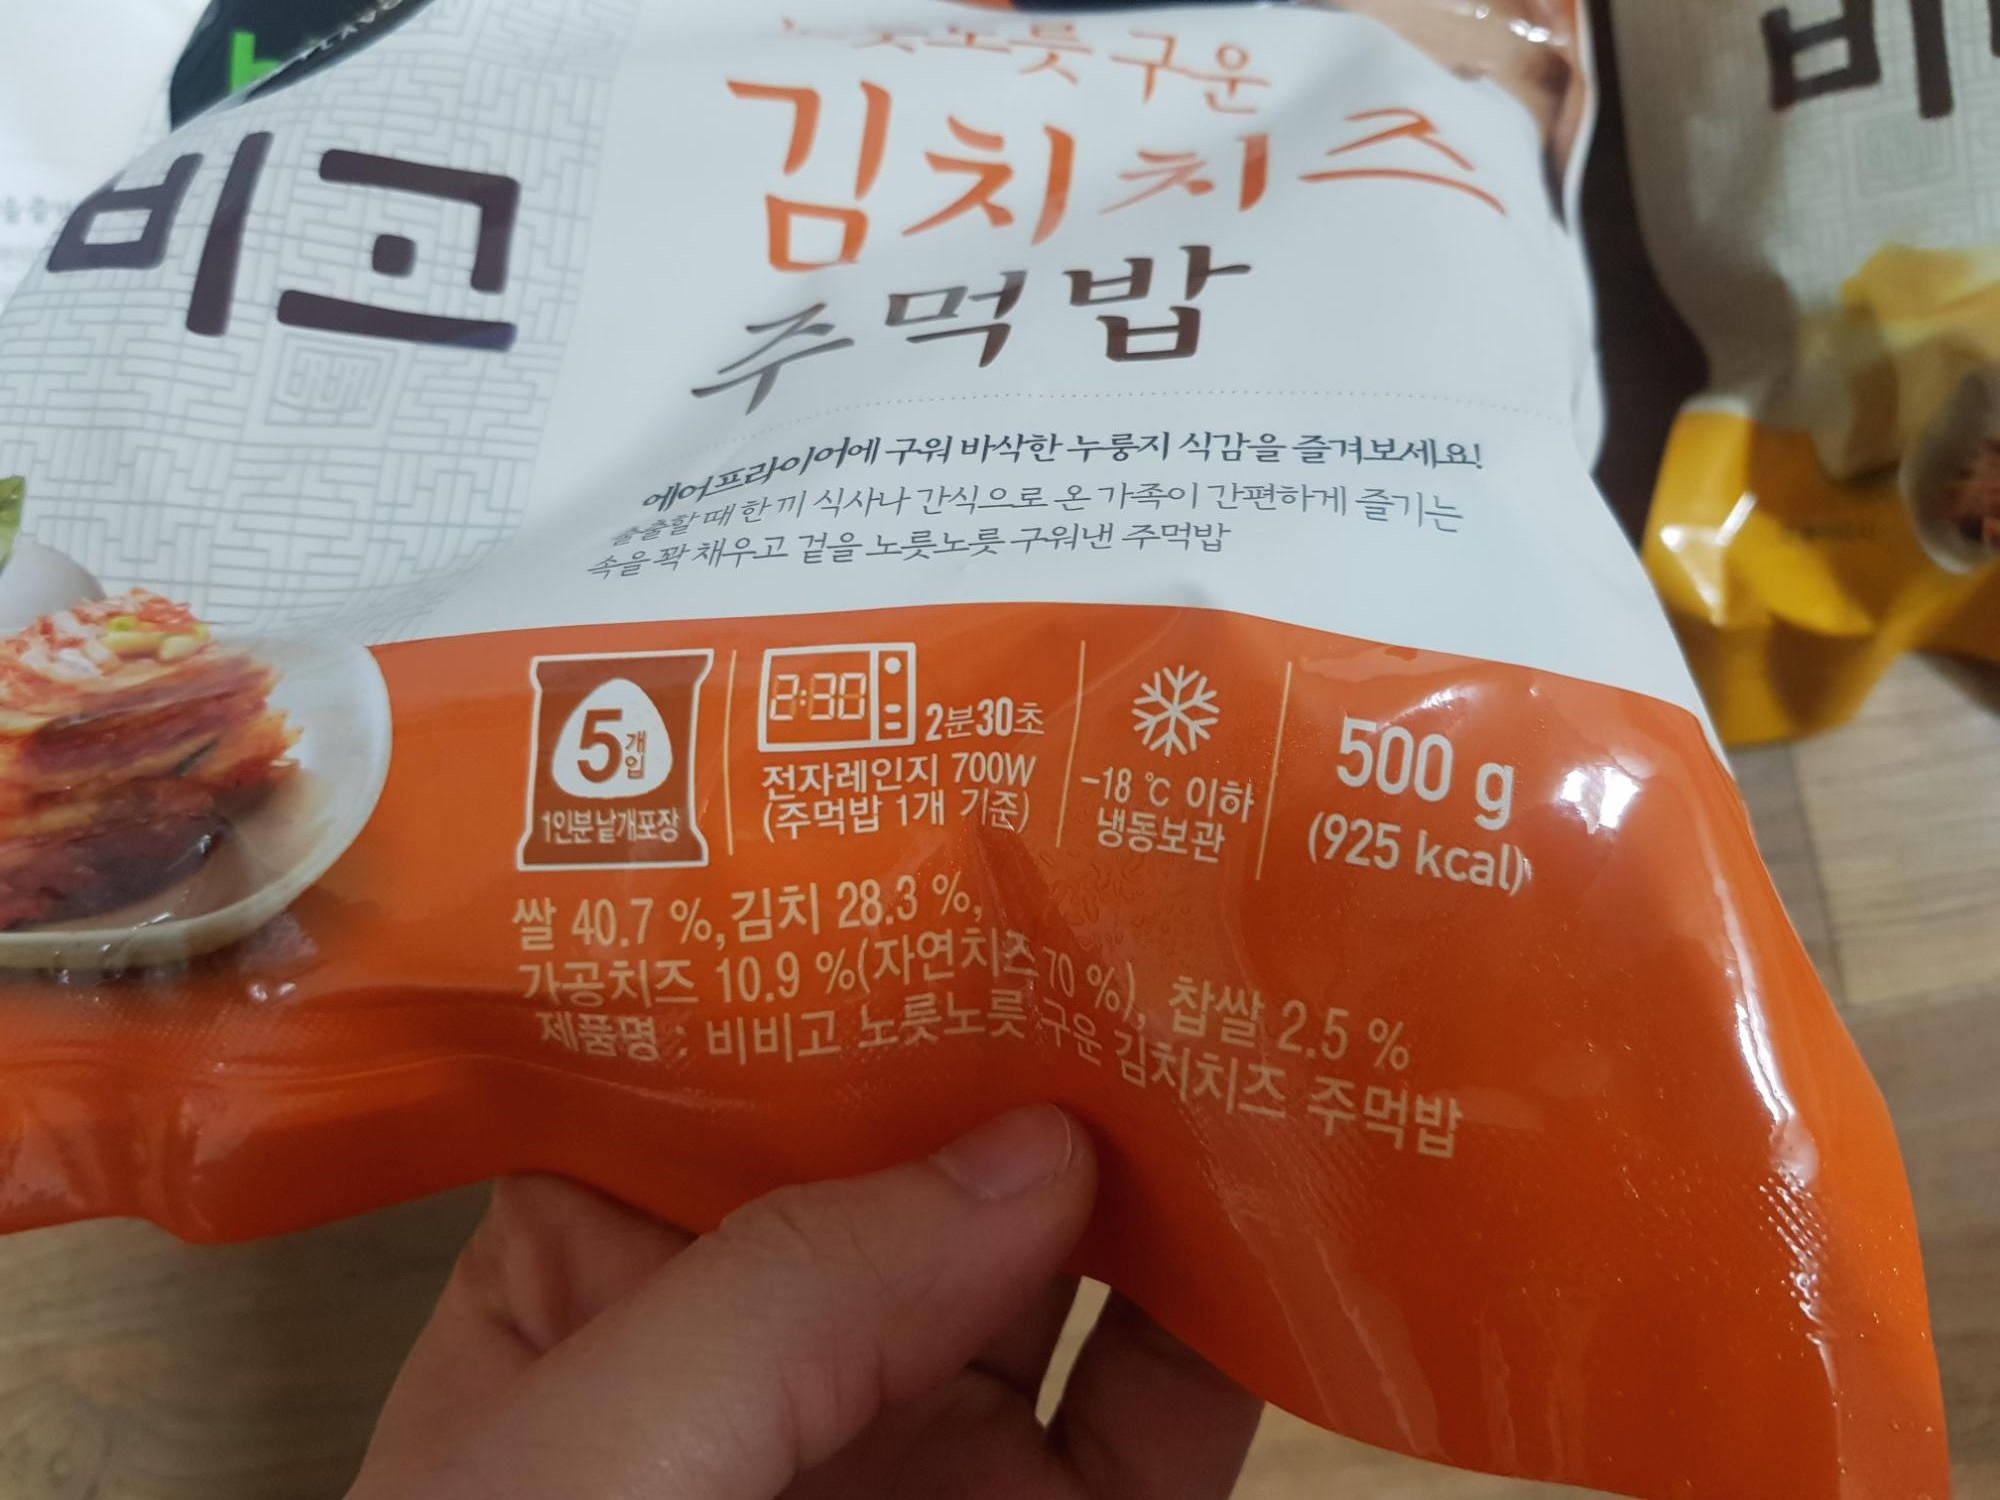 비고
노릇노릇 구운
김치치즈
주먹밥
에어프라이어에 구워 바삭한 누룽지 식감을 즐겨보세요!
출출할 때 한 끼 식사나 간식으로 온 가족이 간편하게 즐기는
속을 꽉 채우고 겉을 노릇노릇 구워낸 주먹밥
5개입
1인분 낱개포장
2:30
2분30초
전자레인지 700W
(주먹밥 1개 기준)
-18 ℃ 이하
냉동보관
500 g
(925 kcal)
쌀 40.7 %, 김치 28.3 %,
가공치즈 10.9 %(자연치즈 70 %), 찹쌀 2.5 %
제품명 : 비비고 노릇노릇 구운 김치치즈 주먹밥
비